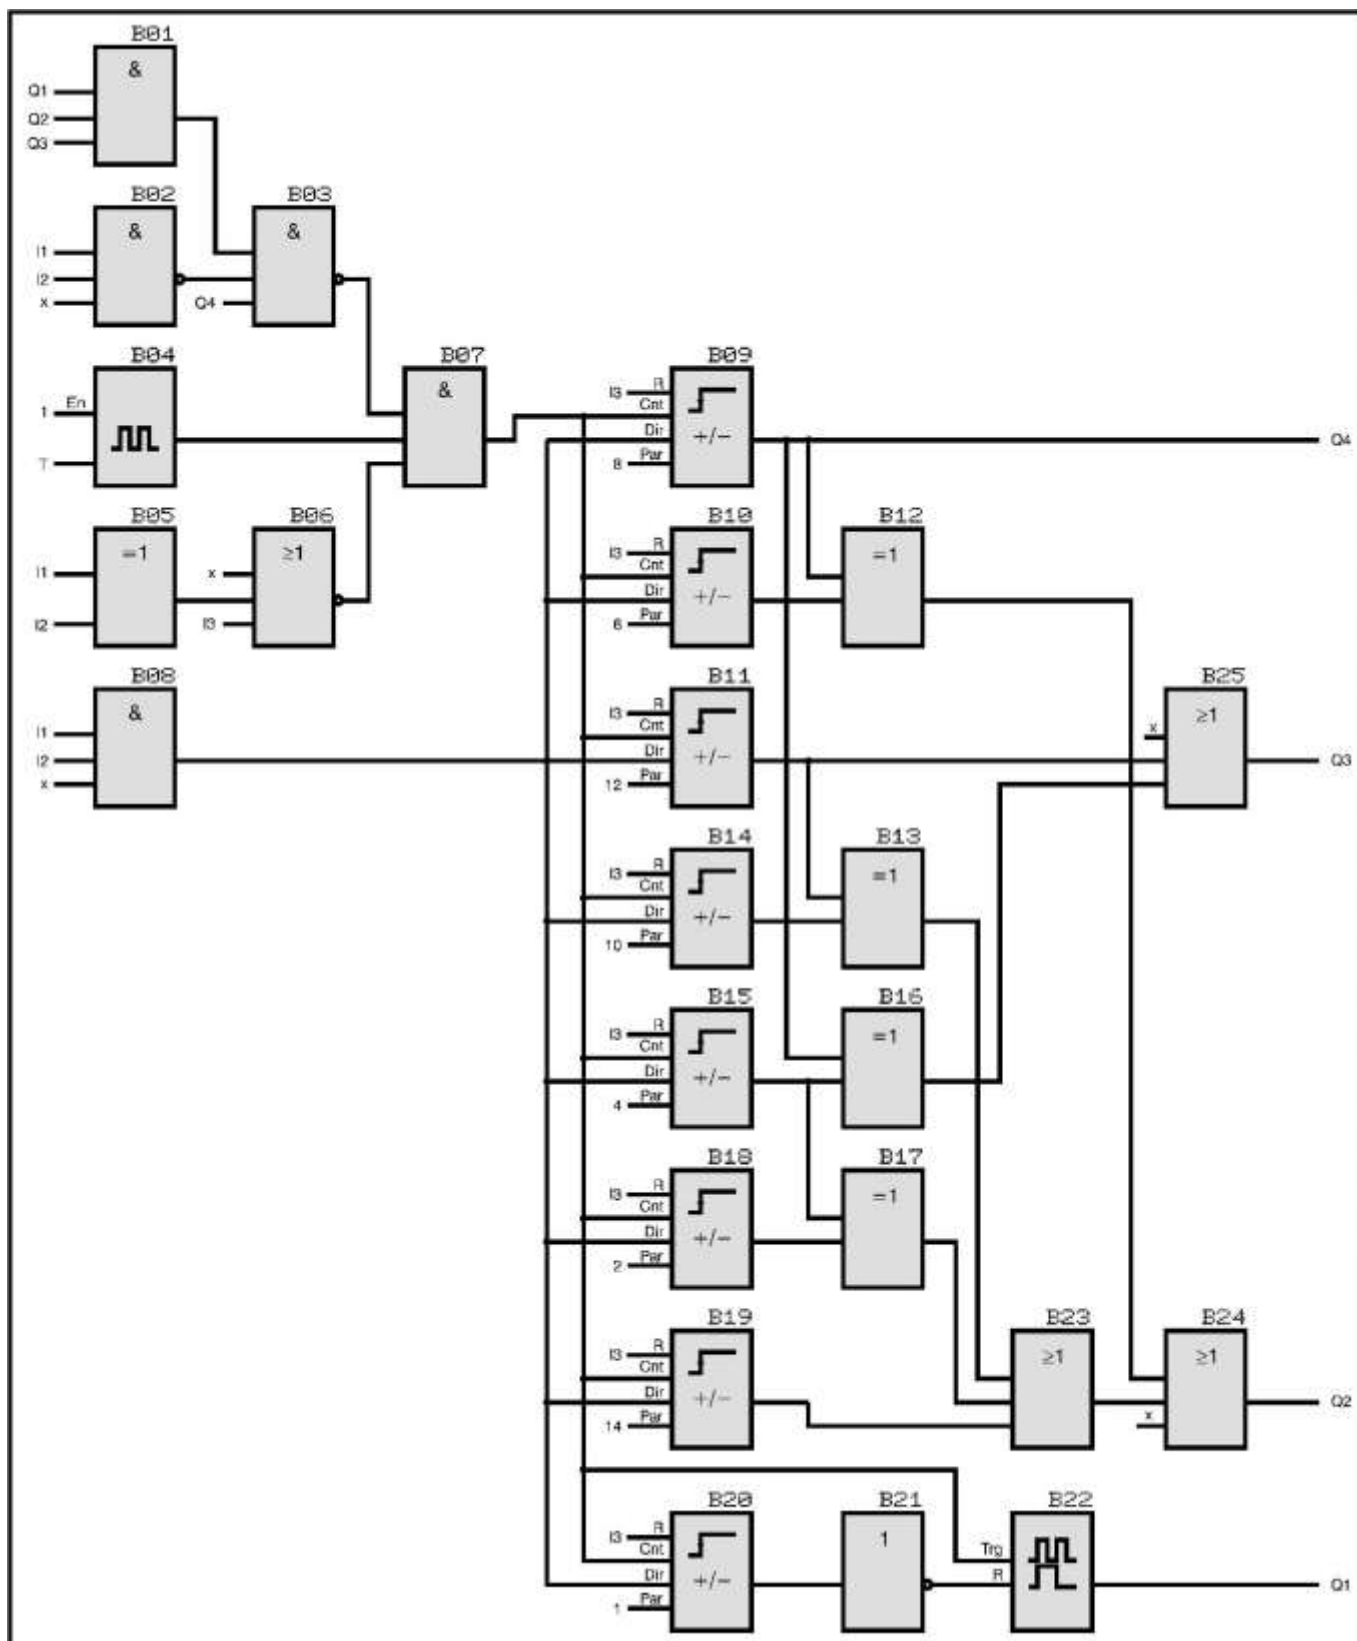 B01
&
Q1
Q2
Q3
B02
B03
&
&
I1
I2
x
Q4
B04
B07
B09
1
En
T
&
I3
R
Cnt
Dir
+/-
8
Par
Q4
B05
B06
B10
B12
=1
≥1
=1
I1
x
I2
I3
I3
R
Cnt
Dir
+/-
6
Par
B08
B11
B25
&
≥1
I1
I2
x
I3
R
Cnt
Dir
+/-
12
Par
x
Q3
B14
B13
=1
I3
R
Cnt
Dir
+/-
10
Par
B15
B16
=1
I3
R
Cnt
Dir
+/-
4
Par
B18
B17
=1
I3
R
Cnt
Dir
+/-
2
Par
B19
B23
B24
≥1
≥1
I3
R
Cnt
Dir
+/-
14
Par
x
Q2
B20
B21
B22
1
I3
R
Cnt
Dir
+/-
1
Par
Trg
R
Q1